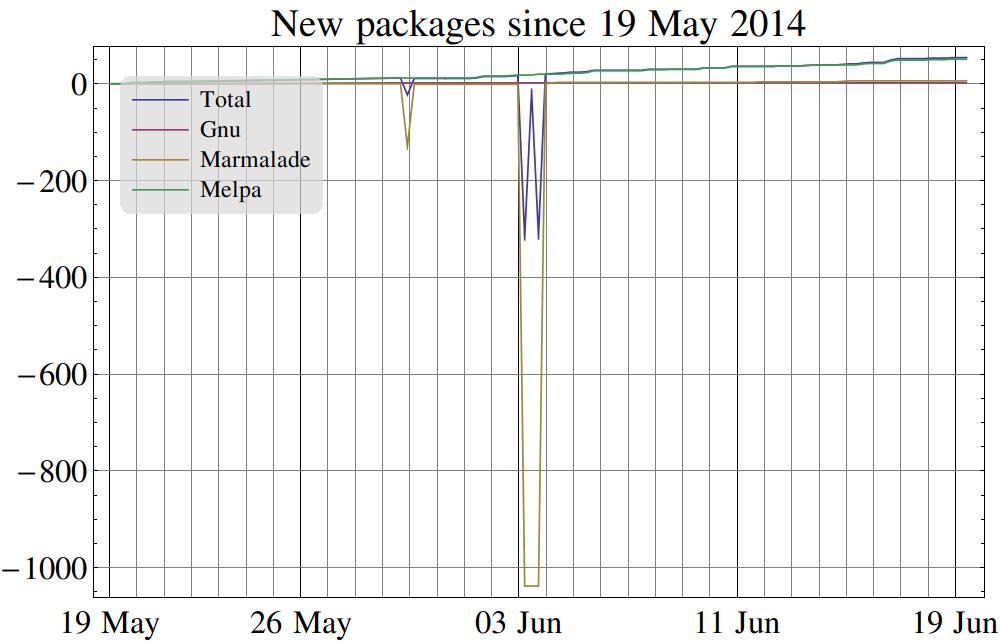 New packages since 19 May 2014
0
−200
−400
−600
−800
−1000
Total
Gnu
Marmalade
Melpa
19 May 26 May 03 Jun 11 Jun 19 Jun